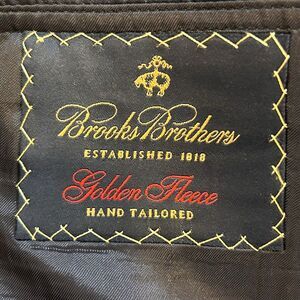 Brooks Brothers
ESTABLISHED 1818
Golden Fleece
HAND TAILORED